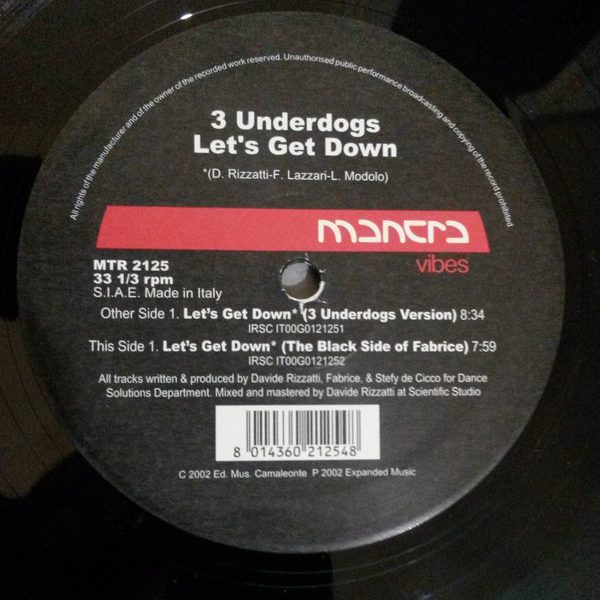 All rights of the manufacturer and of the owner of the recorded work reserved. Unauthorised public performance broadcasting and copying of the record prohibited
3 Underdogs
Let's Get Down
*(D. Rizzatti-F. Lazzari-L. Modolo)
mantra
vibes
MTR 2125
33 1/3 rpm
S.I.A.E. Made in Italy
Other Side 1. Let's Get Down* (3 Underdogs Version) 8:34
IRSC IT00G0121251
This Side 1. Let's Get Down* (The Black Side of Fabrice) 7:59
IRSC IT00G0121252
All tracks written & produced by Davide Rizzatti, Fabrice, & Stefy de Cicco for Dance
Solutions Department. Mixed and mastered by Davide Rizzatti at Scientific Studio
8 014360 212548
C 2002 Ed. Mus. Camaleonte P 2002 Expanded Music